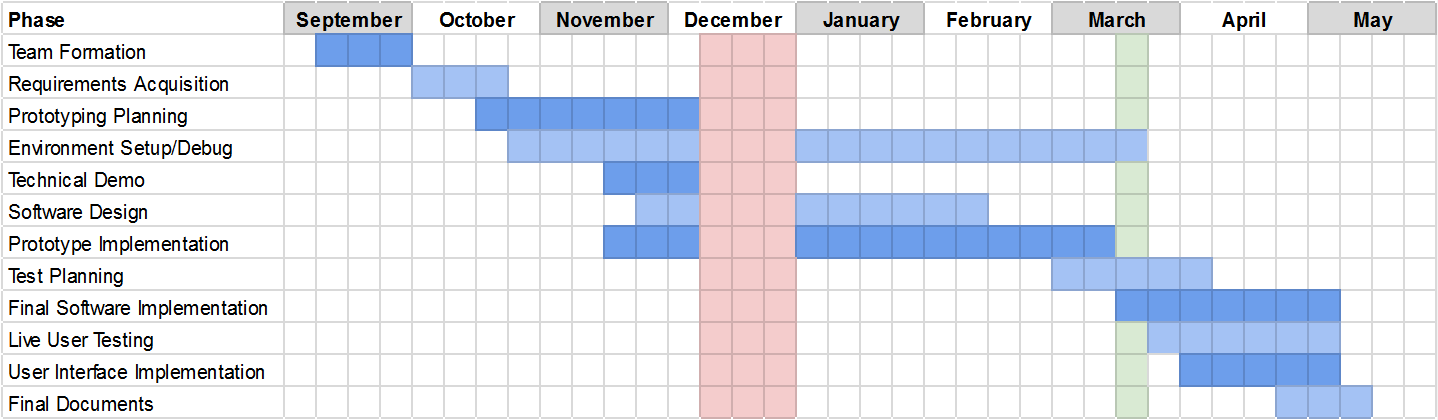 Phase September October November December January February March April May
Team Formation
Requirements Acquisition
Prototyping Planning
Environment Setup/Debug
Technical Demo
Software Design
Prototype Implementation
Test Planning
Final Software Implementation
Live User Testing
User Interface Implementation
Final Documents